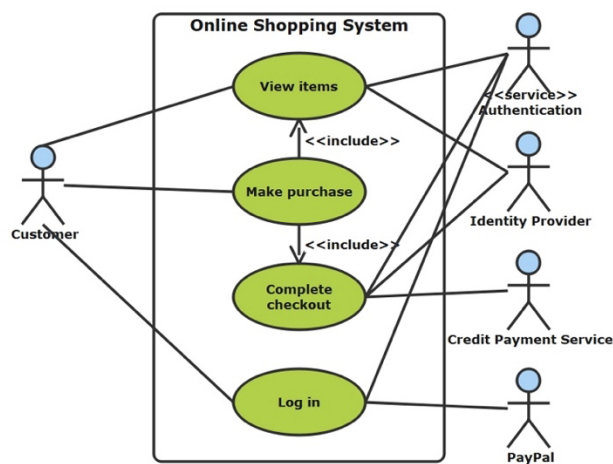 Online Shopping System
View items
<<include>>
Make purchase
<<include>>
Complete
checkout
Log in
Customer
<<service>>
Authentication
Identity Provider
Credit Payment Service
PayPal